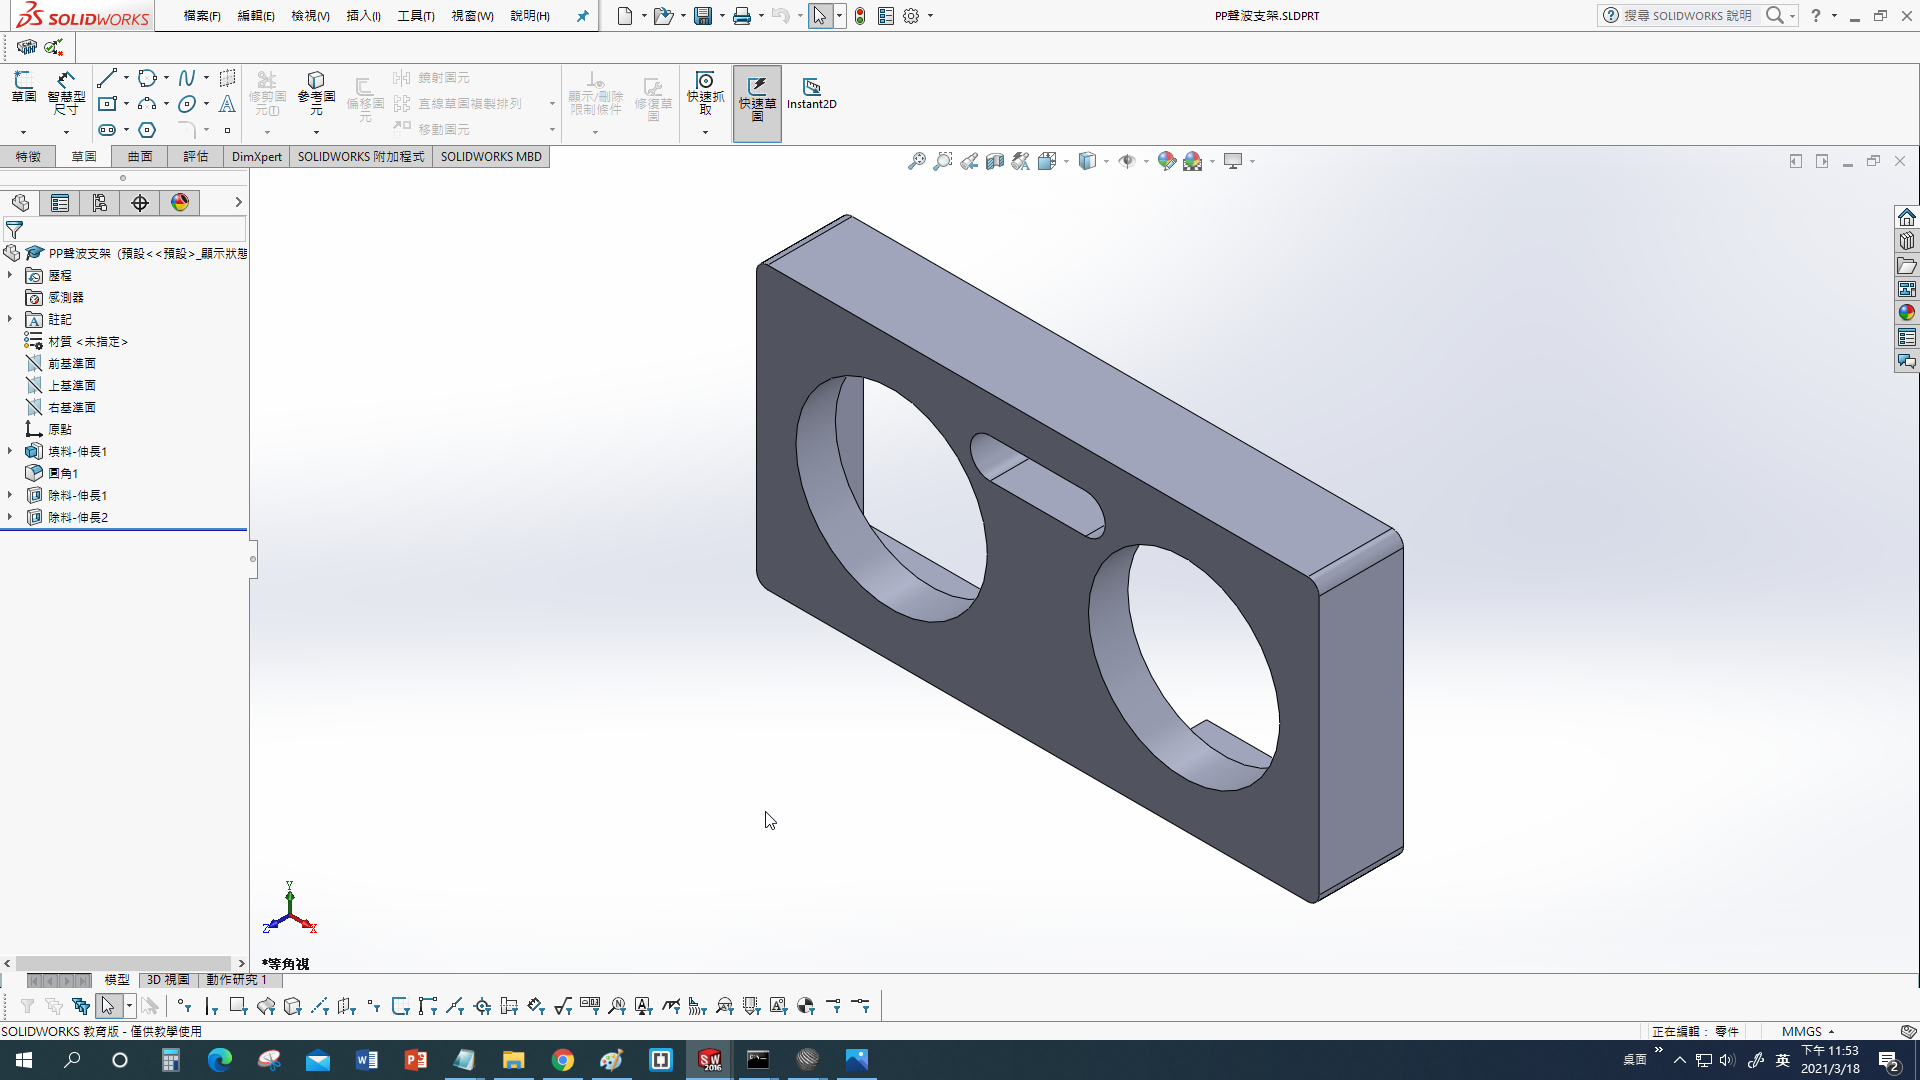 SOLIDWORKS
檔案(F)
編輯(E)
檢視(V)
插入(I)
工具(T)
視窗(W)
說明(H)
PP聲波支架.SLDPRT
搜尋 SOLIDWORKS 說明
草圖
智慧型
尺寸
修剪圖
元(I)
參考圖
元
偏移圖
元
鏡射圖元
直線草圖複製排列
移動圖元
顯示/刪除
限制條件
修復草
圖
快速抓
取
快速草
圖
Instant2D
特徵
草圖
曲面
評估
DimXpert
SOLIDWORKS 附加程式
SOLIDWORKS MBD
PP聲波支架 (預設<<預設>_顯示狀態
歷程
感測器
註記
材質 <未指定>
前基準面
上基準面
右基準面
原點
填料-伸長1
圓角1
除料-伸長1
除料-伸長2
Y
Z
X
*等角視
模型
3D 視圖
動作研究 1
SOLIDWORKS 教育版 - 僅供教學使用
正在編輯： 零件
MMGS
桌面
英
下午 11:53
2021/3/18
2